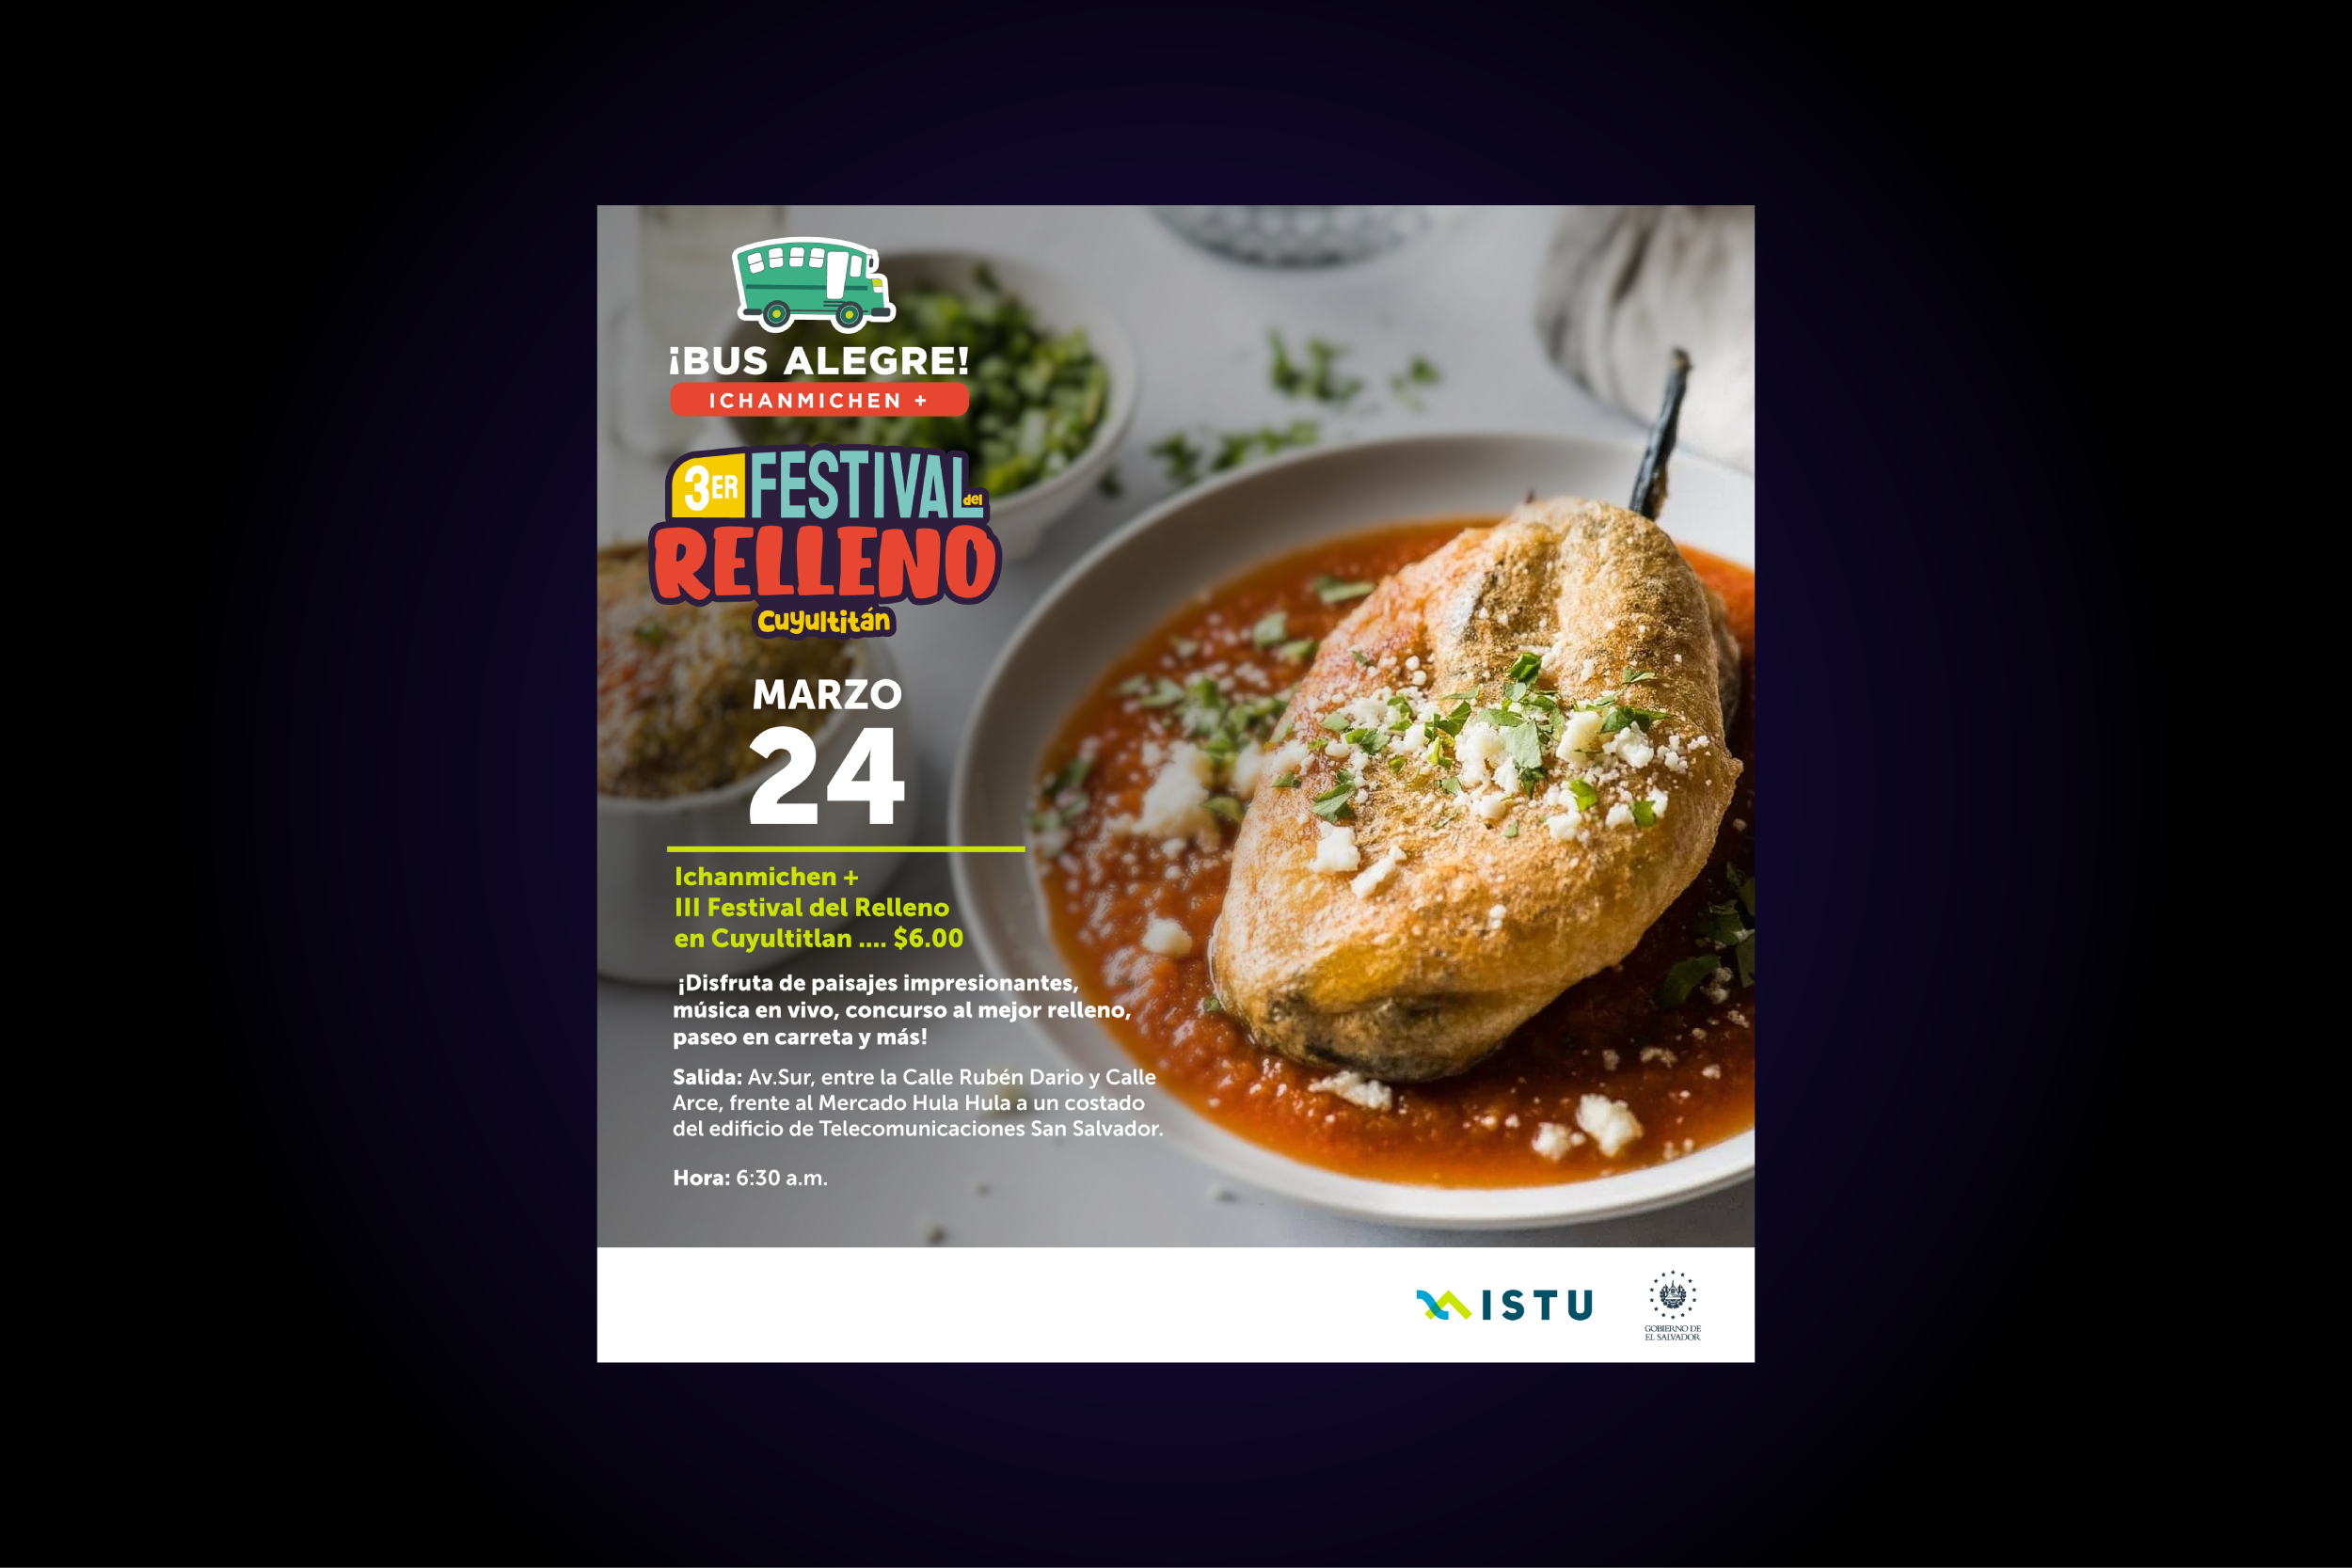 ¡BUS ALEGRE!
ICHANMICHEN +
3ER FESTIVAL del
RELLENO
Cuyultitán
MARZO
24
Ichanmichen +
III Festival del Relleno
en Cuyultitlan .... $6.00
¡Disfruta de paisajes impresionantes,
música en vivo, concurso al mejor relleno,
paseo en carreta y más!
Salida: Av.Sur, entre la Calle Rubén Dario y Calle
Arce, frente al Mercado Hula Hula a un costado
del edificio de Telecomunicaciones San Salvador.
Hora: 6:30 a.m.
ISTU
GOBIERNO DE
EL SALVADOR